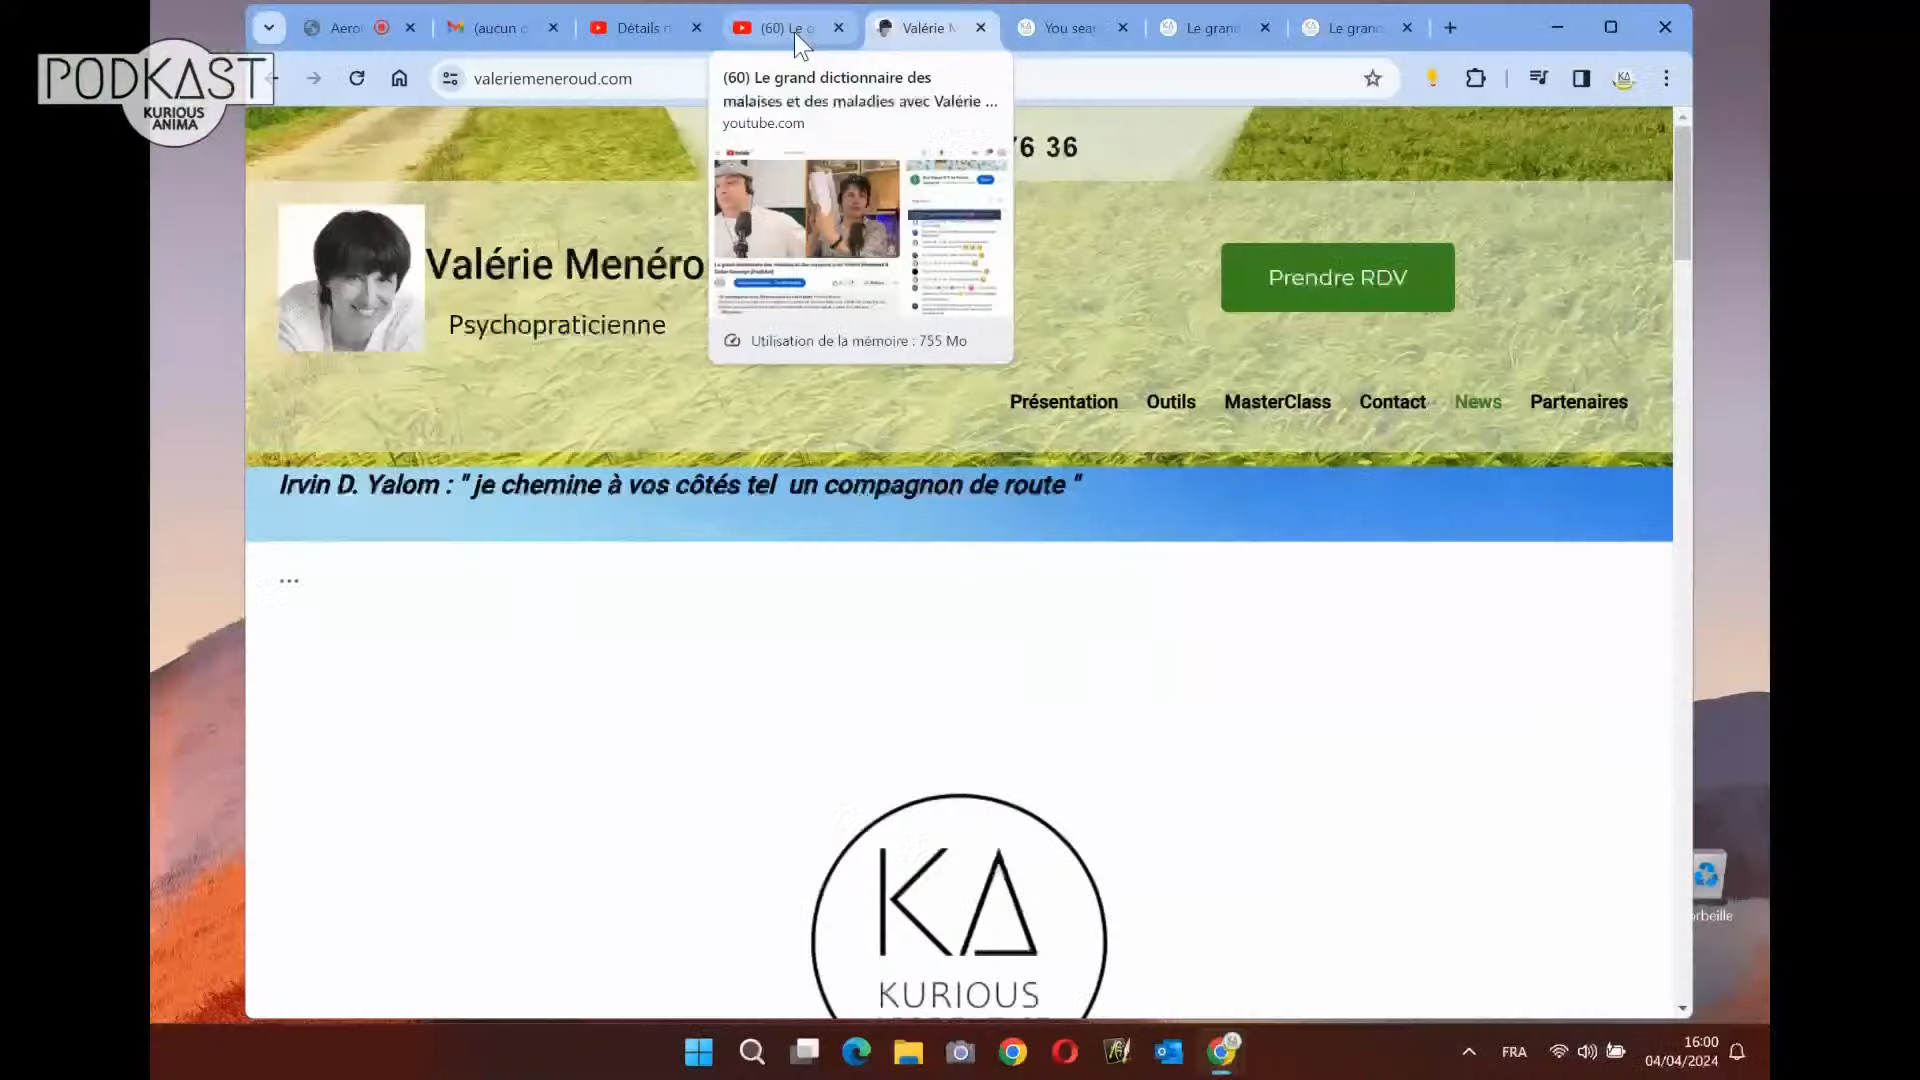 PODKAST
KURIOUS
ANIMA
Aero
(aucun
Détails
(60) Le
Valérie M
You sear
Le gran
Le gran
valeriemeneroud.com
(60) Le grand dictionnaire des
malaises et des maladies avec Valérie ...
youtube.com
Utilisation de la mémoire : 755 Mo
76 36
Valérie Menéro
Psychopraticienne
Prendre RDV
Présentation
Outils
MasterClass
Contact
News
Partenaires
Irvin D. Yalom : " je chemine à vos côtés tel un compagnon de route "
...
KA
KURIOUS
orbeille
FRA
16:00
04/04/2024